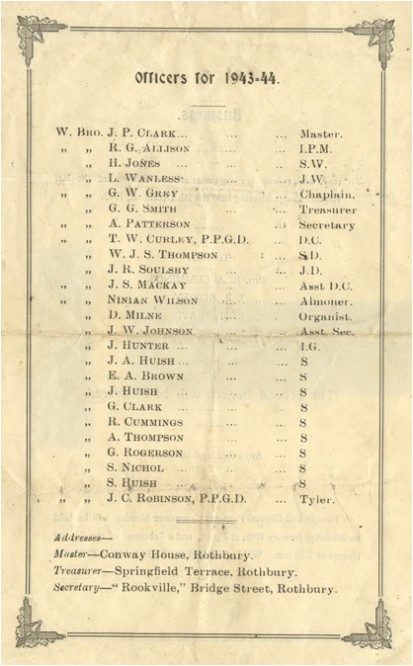 Officers for 1943-44.
W. Bro. J. P. Clark... ... ... Master.
„ „ R. G. Allison ... ... I.P.M.
„ H. Jones ... ... ... S.W.
„ L. Wanless ... ... J.W.
„ „ G. W. Grey ... ... Chaplain.
„ G. G. Smith ... ... Treasurer
„ A. Patterson ... ... Secretary
„ „ T. W. Curley, P.P.G.D. ... D.C.
„ W. J. S. Thompson ... S.D.
„ J. R. Soulsby ... ... J.D.
„ „ J. S. Mackay ... ... Asst D.C.
„ „ Ninian Wilson ... ... Almoner.
„ D. Milne ... ... Organist.
„ J. W. Johnson ... ... Asst. Sec.
„ J. Hunter ... ... ... I.G.
„ J. A. Huish ... ... ... S
„ E. A. Brown ... ... S
„ J. Huish ... ... ... S
„ G. Clark ... ... ... S
„ R. Cummings ... ... S
„ A. Thompson ... ... S
„ G. Rogerson ... ... S
„ S. Nichol ... ... ... S
„ S. Huish ... ... ... S
„ „ J. C. Robinson, P.P.G.D. ... Tyler.
Addresses—
Master—Conway House, Rothbury.
Treasurer—Springfield Terrace, Rothbury.
Secretary—“ Rookville,” Bridge Street, Rothbury.